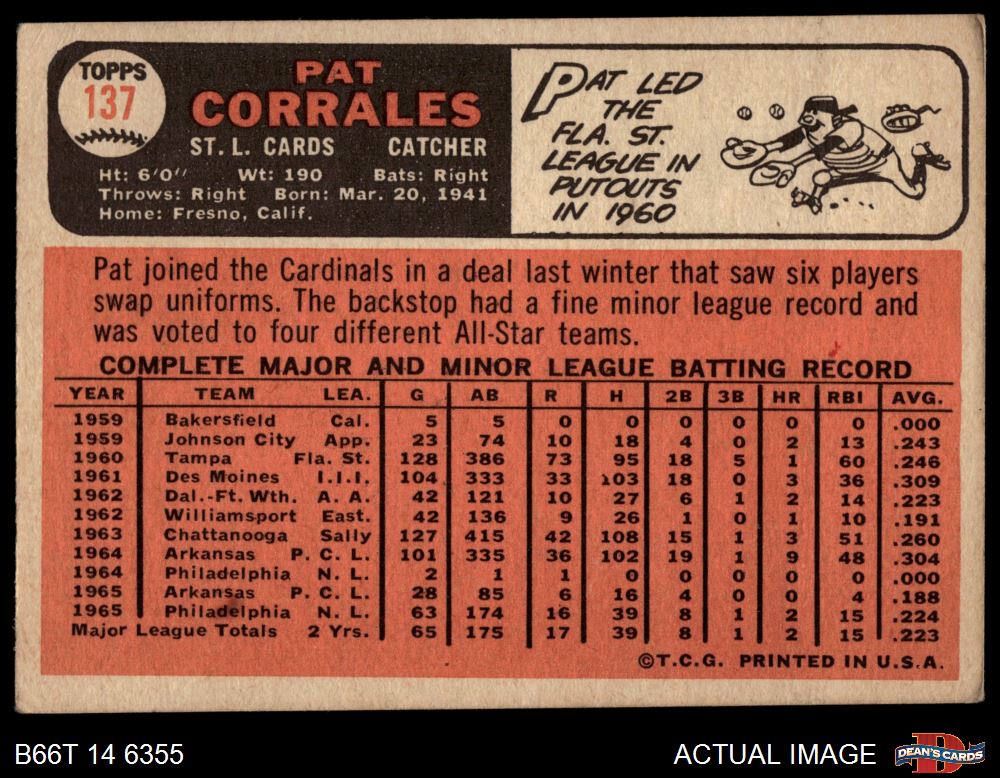 TOPPS
137
PAT
CORRALES
ST. L. CARDS CATCHER
Ht: 6'0" Wt: 190 Bats: Right
Throws: Right Born: Mar. 20, 1941
Home: Fresno, Calif.
PAT LED
THE
FLA. ST.
LEAGUE IN
PUTOUTS
IN 1960
Pat joined the Cardinals in a deal last winter that saw six players
swap uniforms. The backstop had a fine minor league record and
was voted to four different All-Star teams.
COMPLETE MAJOR AND MINOR LEAGUE BATTING RECORD
YEAR TEAM LEA. G AB R H 2B 3B HR RBI AVG.
1959 Bakersfield Cal. 5 5 0 0 0 0 0 0 .000
1959 Johnson City App. 23 74 10 18 4 0 2 13 .243
1960 Tampa Fla. St. 128 386 73 95 18 5 1 60 .246
1961 Des Moines I.I.I. 104 333 33 103 18 0 3 36 .309
1962 Dal.-Ft. Wth. A. A. 42 121 10 27 6 1 2 14 .223
1962 Williamsport East. 42 136 9 26 1 0 1 10 .191
1963 Chattanooga Sally 127 415 42 108 15 1 3 51 .260
1964 Arkansas P. C. L. 101 335 36 102 19 1 9 48 .304
1964 Philadelphia N. L. 2 1 1 0 0 0 0 0 .000
1965 Arkansas P. C. L. 28 85 6 16 4 0 0 4 .188
1965 Philadelphia N. L. 63 174 16 39 8 1 2 15 .224
Major League Totals 2 Yrs. 65 175 17 39 8 1 2 15 .223
©T.C.G. PRINTED IN U.S.A.
B66T 14 6355 ACTUAL IMAGE DEAN'S CARDS